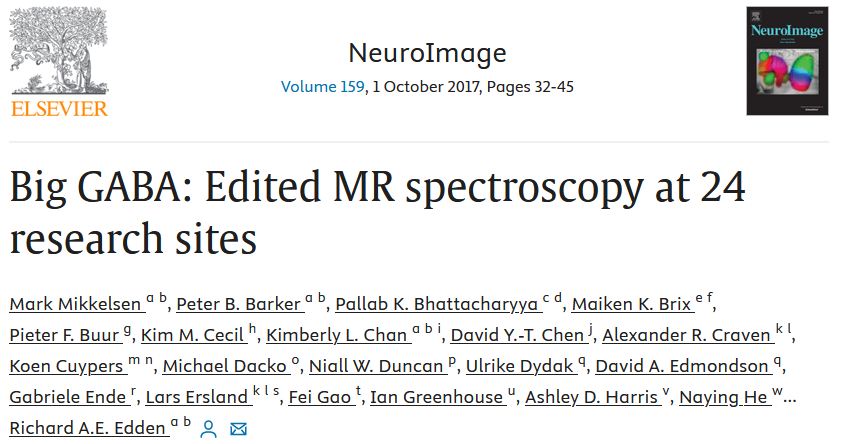 NeuroImage
Volume 159, 1 October 2017, Pages 32-45
ELSEVIER
NeuroImage
Big GABA: Edited MR spectroscopy at 24
research sites
Mark Mikkelsen a b, Peter B. Barker a b, Pallab K. Bhattacharyya c d, Maiken K. Brix e f,
Pieter F. Buur g, Kim M. Cecil h, Kimberly L. Chan a b i, David Y.-T. Chen j, Alexander R. Craven k l,
Koen Cuypers m n, Michael Dacko o, Niall W. Duncan p, Ulrike Dydak q, David A. Edmondson q,
Gabriele Ende r, Lars Ersland k l s, Fei Gao t, Ian Greenhouse u, Ashley D. Harris v, Naying He w...
Richard A.E. Edden a b